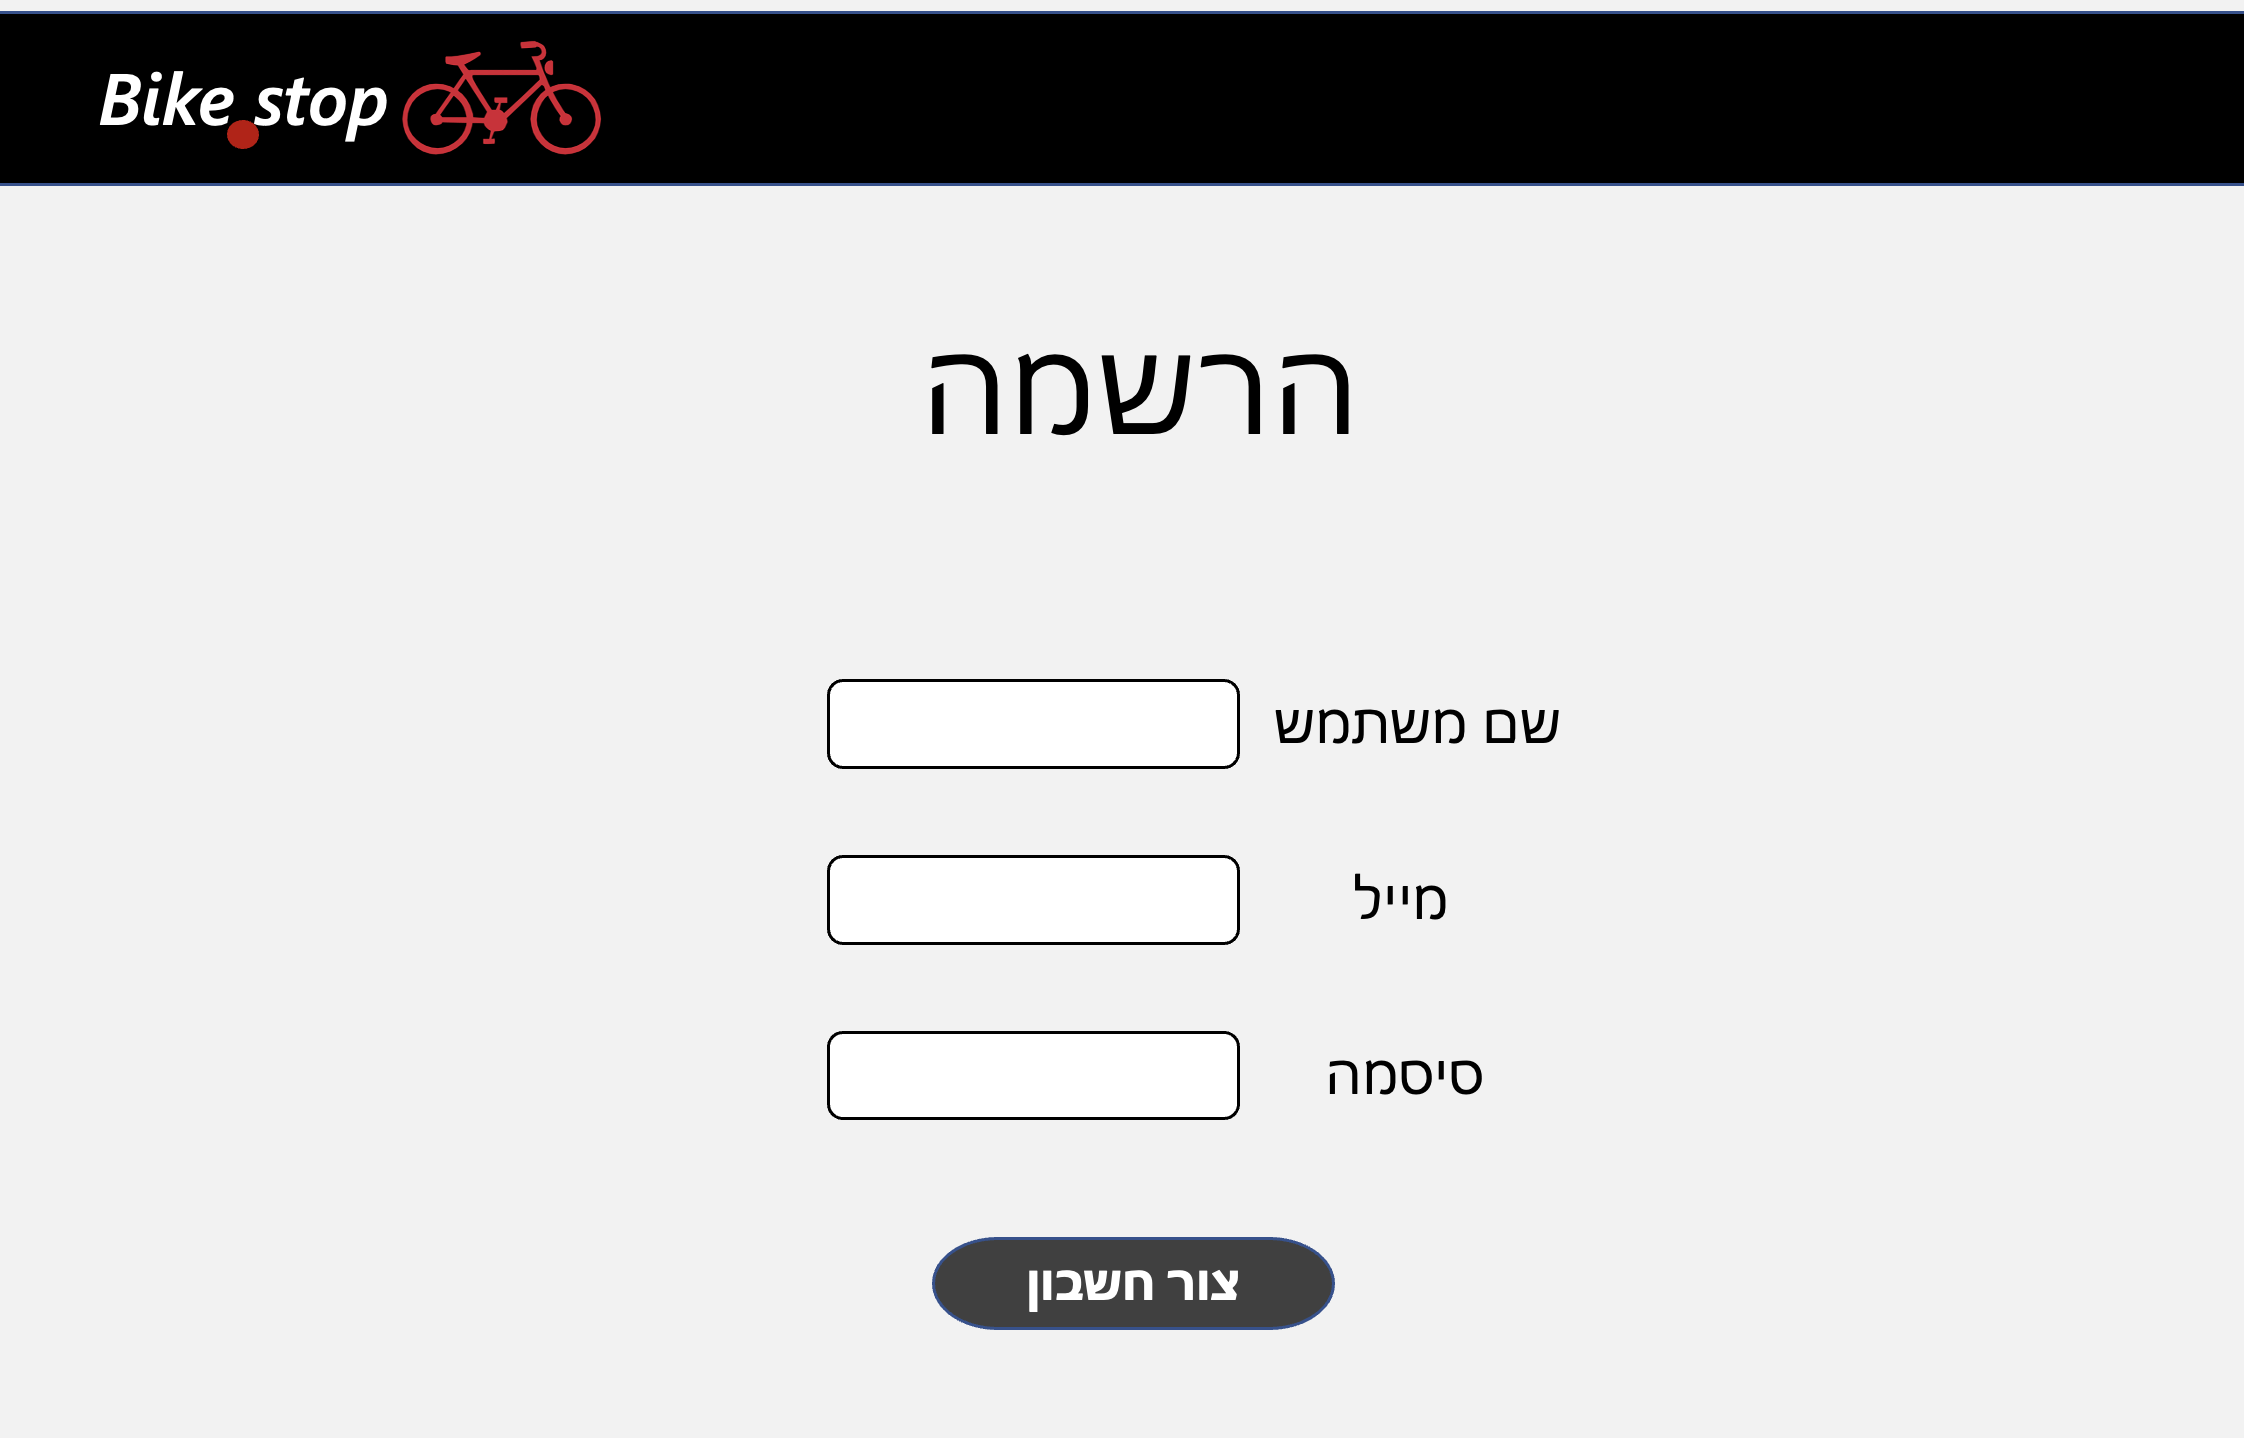 Bike stop
הרשמה
שם משתמש
מייל
סיסמה
צור חשבון